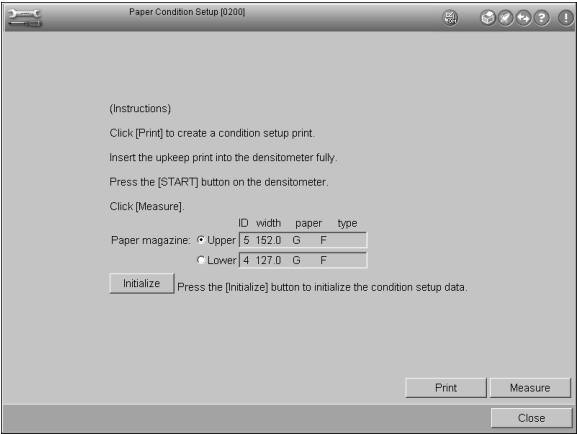 Paper Condition Setup [0200]
(Instructions)
Click [Print] to create a condition setup print.
Insert the upkeep print into the densitometer fully.
Press the [START] button on the densitometer.
Click [Measure].
ID width paper type
Paper magazine: Upper 5 152.0 G F
Lower 4 127.0 G F
Initialize Press the [Initialize] button to initialize the condition setup data.
Print Measure
Close